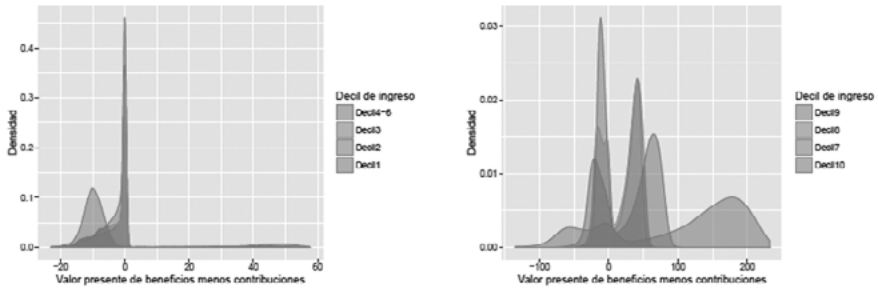 0.4
0.3
0.2
0.1
0.0
Densidad
−20
0
20
40
60
Valor presente de beneficios menos contribuciones
Decil de ingreso
Decil4−6
Decil3
Decil2
Decil1
0.03
0.02
0.01
0.00
Densidad
−100
0
100
200
Valor presente de beneficios menos contribuciones
Decil de ingreso
Decil9
Decil8
Decil7
Decil10